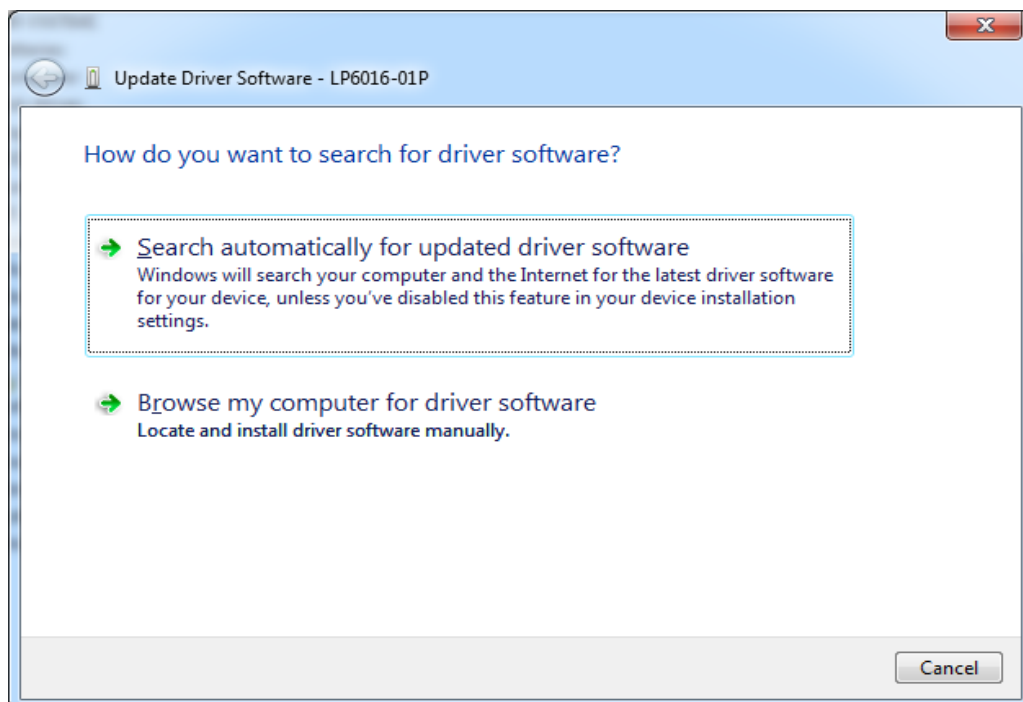 Update Driver Software - LP6016-01P
How do you want to search for driver software?
Search automatically for updated driver software
Windows will search your computer and the Internet for the latest driver software
for your device, unless you've disabled this feature in your device installation
settings.
Browse my computer for driver software
Locate and install driver software manually.
Cancel